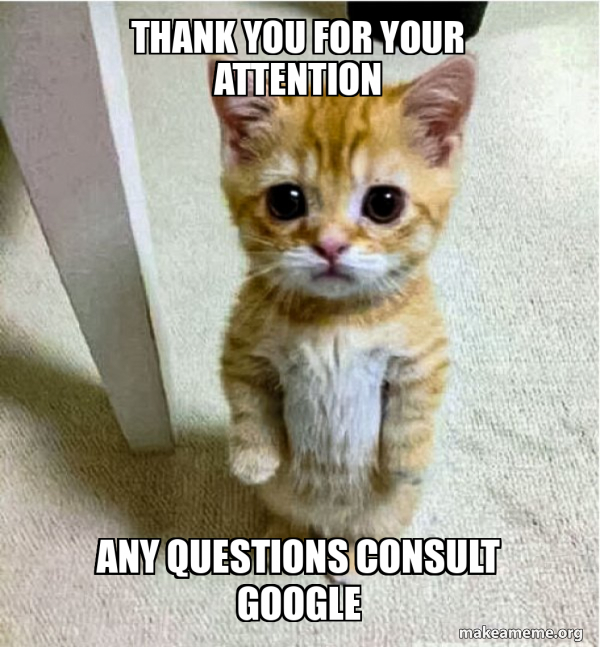 THANK YOU FOR YOUR
ATTENTION
ANY QUESTIONS CONSULT
GOOGLE
makeameme.org